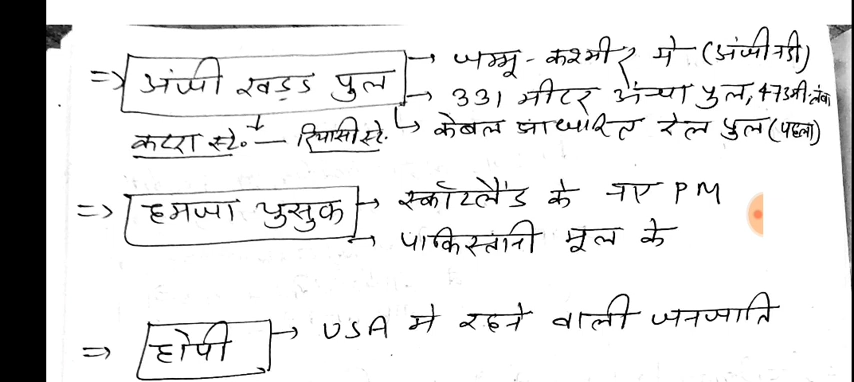 => अंजी खड्ड पुल → जम्मू-कश्मीर मे (अंजी नदी)
→ 331 मीटर ऊंचा पुल, 473मी. लंबा
कटरा स्टे. — रियासी स्टे. ↳ केबल आधारित रेल पुल (पहला)
=> हमजा युसुफ → स्कॉटलैंड के नए PM
→ पाकिस्तानी मूल के
=> होपी → USA मे रहने वाली जनजाति